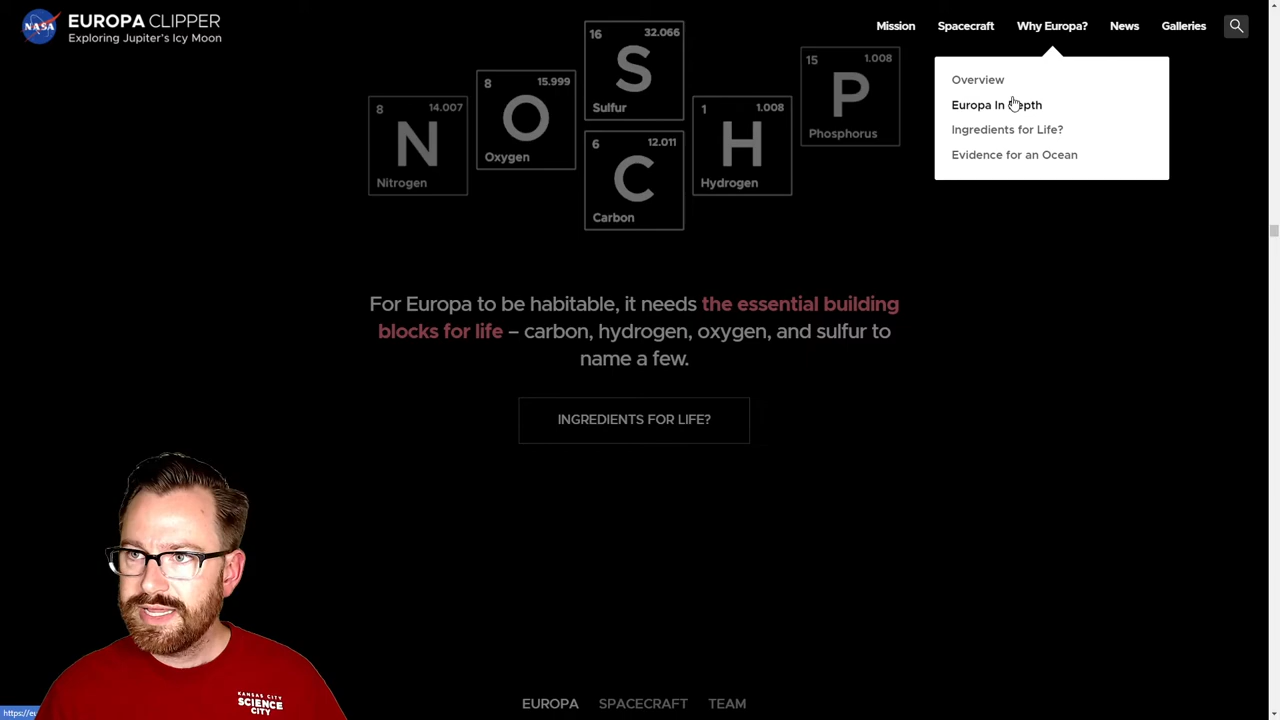 EUROPA CLIPPER
Exploring Jupiter's Icy Moon
NASA
Mission
Spacecraft
Why Europa?
News
Galleries
Overview
Europa In Depth
Ingredients for Life?
Evidence for an Ocean
8 14.007
N
Nitrogen
8 15.999
O
Oxygen
16 32.066
S
Sulfur
6 12.011
C
Carbon
1 1.008
H
Hydrogen
15 1.008
P
Phosphorus
For Europa to be habitable, it needs the essential building
blocks for life – carbon, hydrogen, oxygen, and sulfur to
name a few.
INGREDIENTS FOR LIFE?
KANSAS CITY
SCIENCE
CITY
EUROPA
SPACECRAFT
TEAM
https://eu